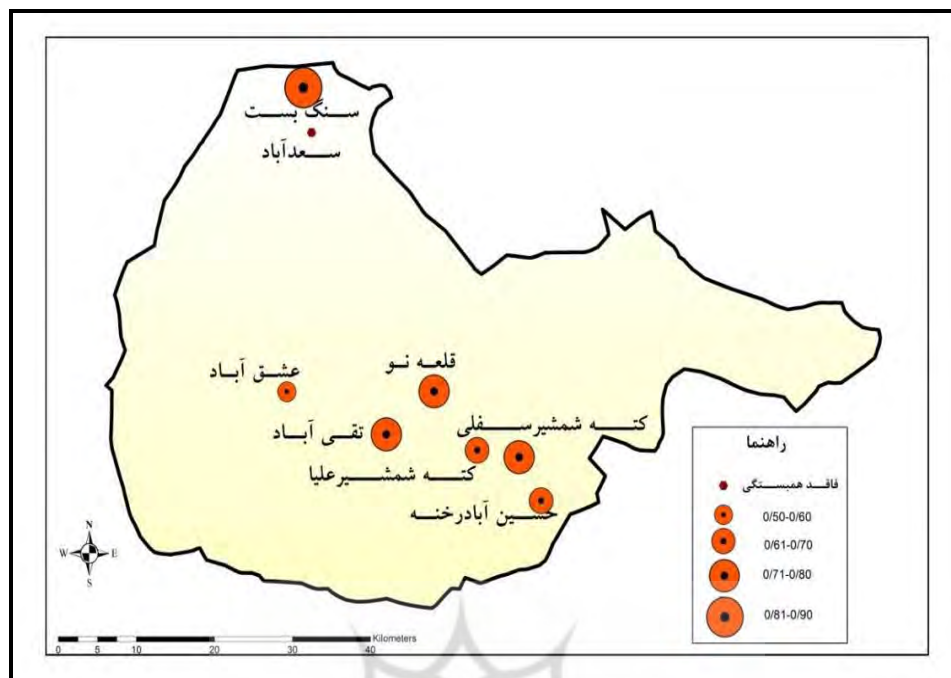 سنگ بست
سعدآباد
قلعه نو
عشق آباد
کته شمشیرسفلی
تقی آباد
کته شمشیرعلیا
حسین آبادرخنه
راهنما
فاقد همبستگی
0/50-0/60
0/61-0/70
0/71-0/80
0/81-0/90
N
W E
S
Kilometers
0 5 10 20 30 40